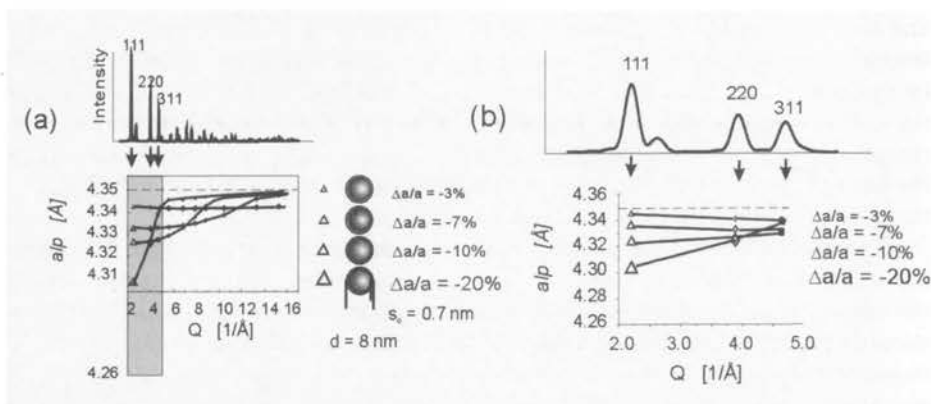 (a)
Intensity
111
220
311
alp [Å]
4.35
4.34
4.33
4.31
4.26
2 4 6 8 10 12 14 16
Q [1/Å]
Δa/a = -3%
Δa/a = -7%
Δa/a = -10%
Δa/a = -20%
s₀ = 0.7 nm
d = 8 nm
(b)
111
220
311
alp [Å]
4.36
4.34
4.32
4.30
4.28
4.26
2.0 3.0 4.0 5.0
Q [1/Å]
Δa/a = -3%
Δa/a = -7%
Δa/a = -10%
Δa/a = -20%